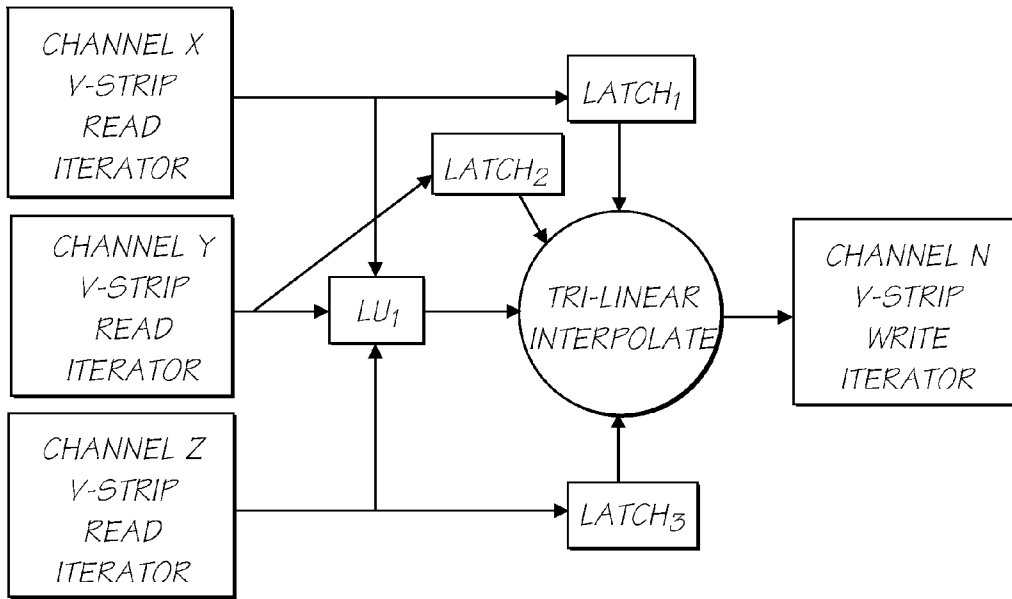 CHANNEL X
V-STRIP
READ
ITERATOR
LATCH₁
LATCH₂
CHANNEL Y
V-STRIP
READ
ITERATOR
LU₁
TRI-LINEAR
INTERPOLATE
CHANNEL N
V-STRIP
WRITE
ITERATOR
CHANNEL Z
V-STRIP
READ
ITERATOR
LATCH₃